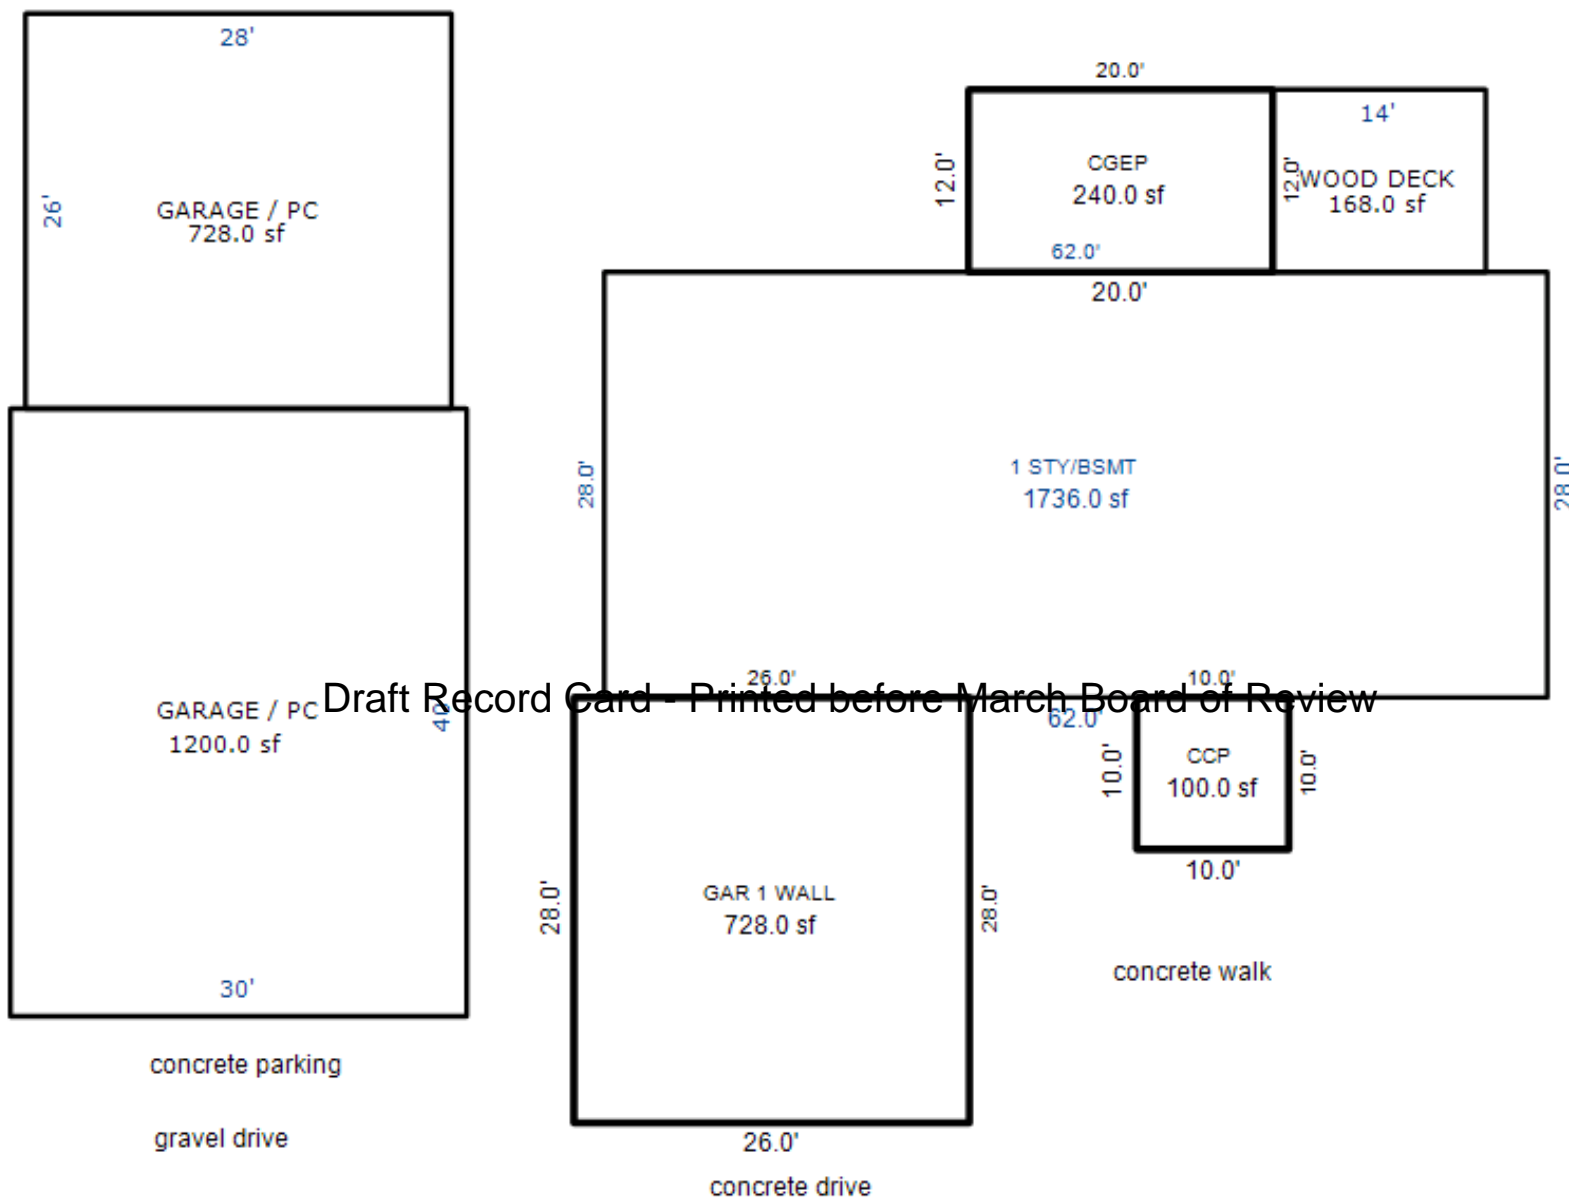 28'
26'
GARAGE / PC
728.0 sf
20.0'
12.0'
CGEP
240.0 sf
12.0'
14'
WOOD DECK
168.0 sf
62.0'
20.0'
28.0'
1 STY/BSMT
1736.0 sf
28.0'
26.0'
10.0'
Draft Record Card - Printed before March Board of Review
GARAGE / PC
1200.0 sf
40'
30'
62.0'
10.0'
CCP
100.0 sf
10.0'
10.0'
28.0'
GAR 1 WALL
728.0 sf
28.0'
26.0'
concrete walk
concrete parking
gravel drive
concrete drive